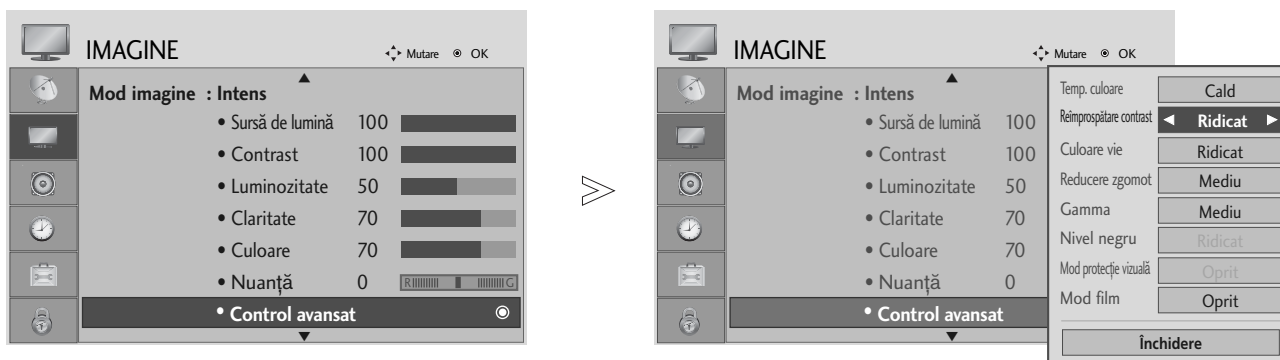 IMAGINE
Mutare OK
Mod imagine : Intens
• Sursă de lumină 100
• Contrast 100
• Luminozitate 50
• Claritate 70
• Culoare 70
• Nuanță 0 R G
• Control avansat
IMAGINE
Mutare OK
Mod imagine : Intens
• Sursă de lumină 100
• Contrast 100
• Luminozitate 50
• Claritate 70
• Culoare 70
• Nuanță 0
• Control avansat
Temp. culoare Cald
Reîmprospătare contrast Ridicat
Culoare vie Ridicat
Reducere zgomot Mediu
Gamma Mediu
Nivel negru Ridicat
Mod protecție vizuală Oprit
Mod film Oprit
Închidere